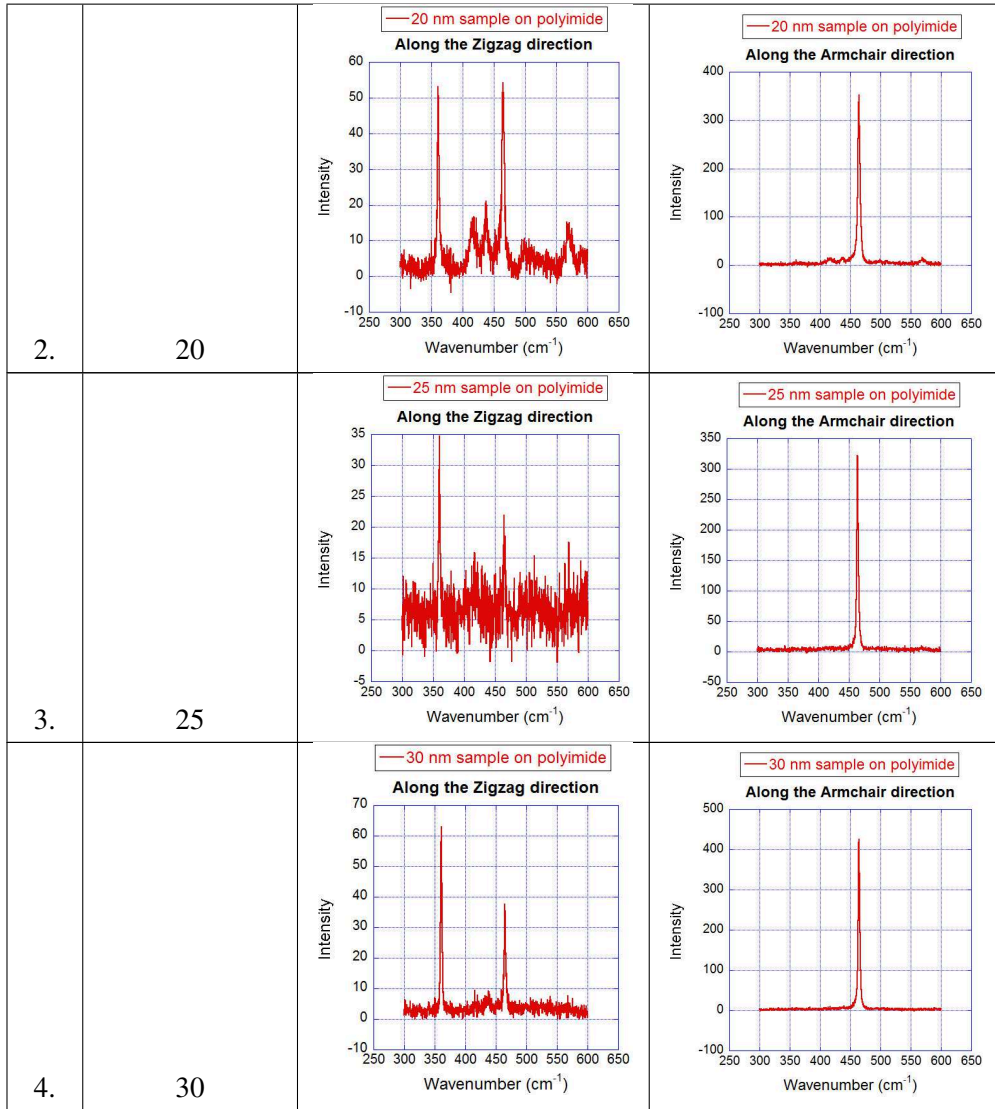 20 nm sample on polyimide
Along the Zigzag direction
60
50
40
30
20
10
0
-10
Intensity
250 300 350 400 450 500 550 600 650
Wavenumber (cm-1)
20 nm sample on polyimide
Along the Armchair direction
400
300
200
100
0
-100
Intensity
250 300 350 400 450 500 550 600 650
Wavenumber (cm-1)
2. 20
25 nm sample on polyimide
Along the Zigzag direction
35
30
25
20
15
10
5
0
-5
Intensity
250 300 350 400 450 500 550 600 650
Wavenumber (cm-1)
25 nm sample on polyimide
Along the Armchair direction
350
300
250
200
150
100
50
0
-50
Intensity
250 300 350 400 450 500 550 600 650
Wavenumber (cm-1)
3. 25
30 nm sample on polyimide
Along the Zigzag direction
70
60
50
40
30
20
10
0
-10
Intensity
250 300 350 400 450 500 550 600 650
Wavenumber (cm-1)
30 nm sample on polyimide
Along the Armchair direction
500
400
300
200
100
0
-100
Intensity
250 300 350 400 450 500 550 600 650
Wavenumber (cm-1)
4. 30